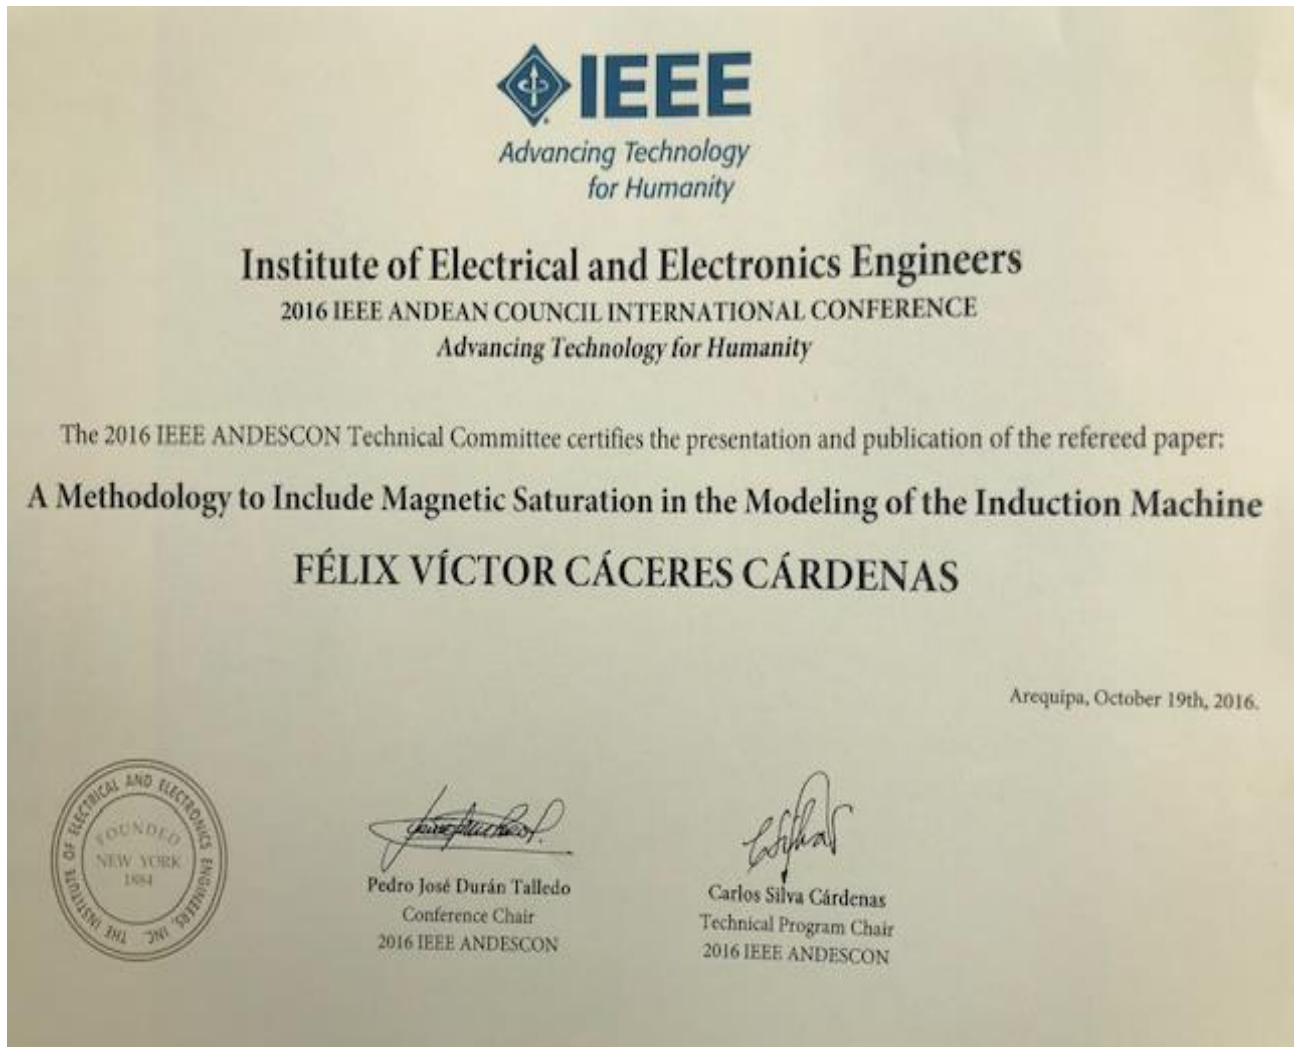 IEEE
Advancing Technology
for Humanity
Institute of Electrical and Electronics Engineers
2016 IEEE ANDEAN COUNCIL INTERNATIONAL CONFERENCE
Advancing Technology for Humanity
The 2016 IEEE ANDESCON Technical Committee certifies the presentation and publication of the refereed paper:
A Methodology to Include Magnetic Saturation in the Modeling of the Induction Machine
FÉLIX VÍCTOR CÁCERES CÁRDENAS
Arequipa, October 19th, 2016.
THE INSTITUTE OF ELECTRICAL AND ELECTRONICS ENGINEERS, INC.
FOUNDED
NEW YORK
1884
Pedro José Durán Talledo
Conference Chair
2016 IEEE ANDESCON
Carlos Silva Cárdenas
Technical Program Chair
2016 IEEE ANDESCON